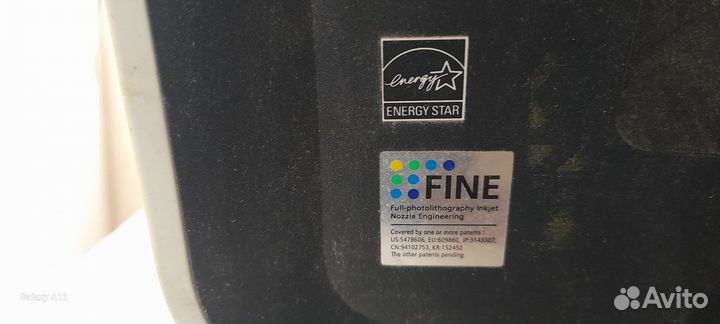 energy
ENERGY STAR
FINE
Full-photolithography Inkjet
Nozzle Engineering
Covered by one or more patents :
US:5478606, EU:609860, JP:3143307,
CN:94102753, KR:152452
The other patents pending
Galaxy A12
Avito